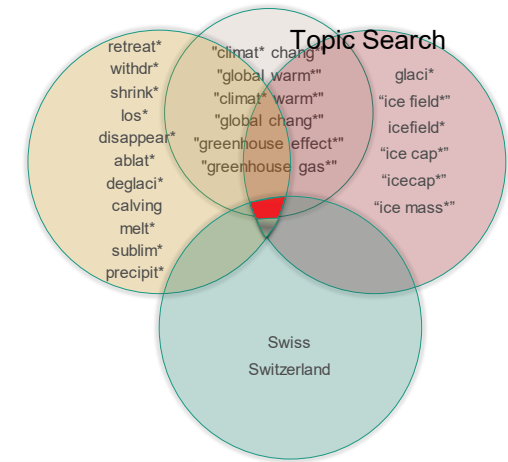 Topic Search
retreat*
withdr*
shrink*
los*
disappear*
ablat*
deglaci*
calving
melt*
sublim*
precipit*
"climat* chang*"
"global warm*"
"climat* warm*"
"global chang*"
"greenhouse effect*"
"greenhouse gas*"
glaci*
“ice field*”
icefield*
“ice cap*”
“icecap*”
“ice mass*”
Swiss
Switzerland